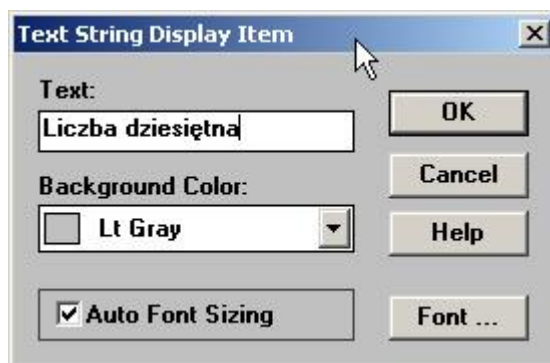 Text String Display Item
Text:
Liczba dziesiętna
OK
Background Color:
Cancel
Lt Gray
Help
Auto Font Sizing
Font ...